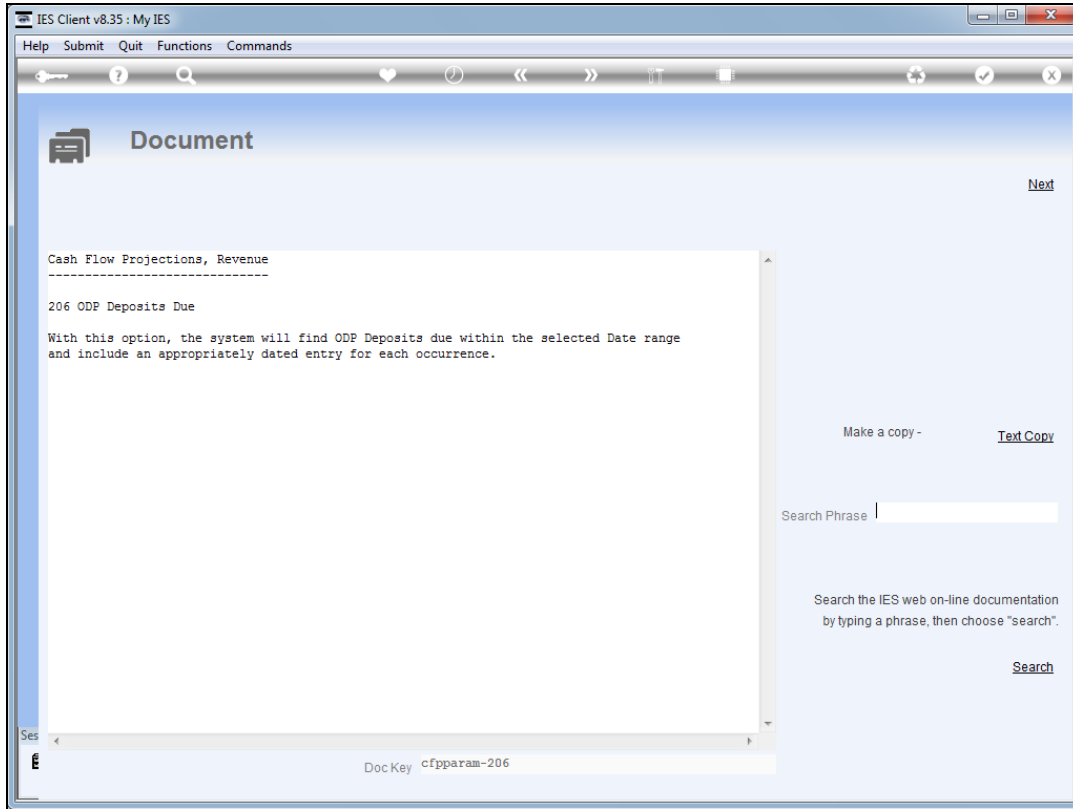 IES Client v8.35 : My IES
Help Submit Quit Functions Commands
Document
Next
Cash Flow Projections, Revenue
------------------------------
206 ODP Deposits Due
With this option, the system will find ODP Deposits due within the selected Date range
and include an appropriately dated entry for each occurrence.
Make a copy -
Text Copy
Search Phrase
Search the IES web on-line documentation
by typing a phrase, then choose "search".
Search
Ses
Doc Key cfpparam-206